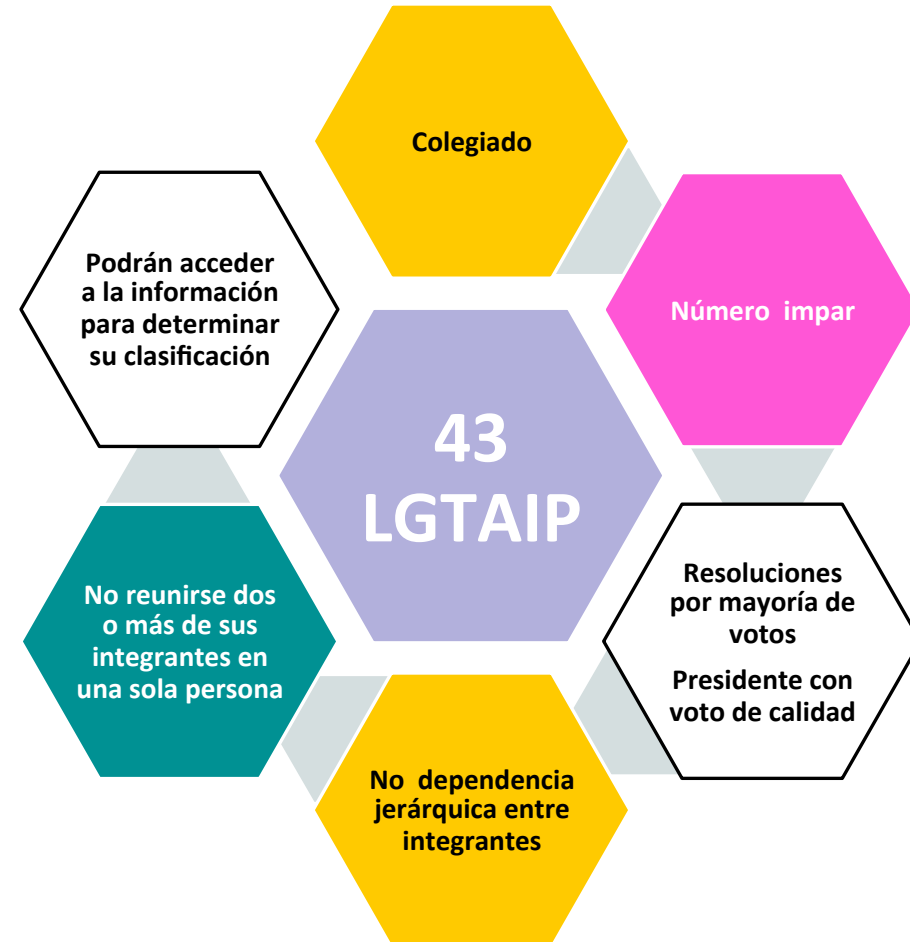 Colegiado
Número impar
Resoluciones
por mayoría de
votos
Presidente con
voto de calidad
No dependencia
jerárquica entre
integrantes
No reunirse dos
o más de sus
integrantes en
una sola persona
Podrán acceder
a la información
para determinar
su clasificación
43
LGTAIP